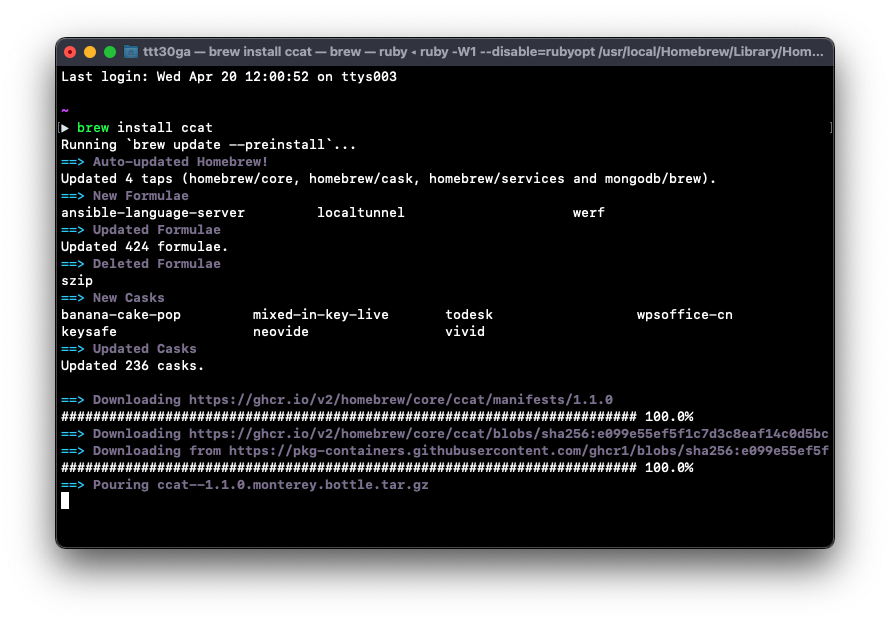 ttt30ga — brew install ccat — brew — ruby ◂ ruby -W1 --disable=rubyopt /usr/local/Homebrew/Library/Hom...
Last login: Wed Apr 20 12:00:52 on ttys003
~
[▶ brew install ccat ]
Running `brew update --preinstall`...
==> Auto-updated Homebrew!
Updated 4 taps (homebrew/core, homebrew/cask, homebrew/services and mongodb/brew).
==> New Formulae
ansible-language-server localtunnel werf
==> Updated Formulae
Updated 424 formulae.
==> Deleted Formulae
szip
==> New Casks
banana-cake-pop mixed-in-key-live todesk wpsoffice-cn
keysafe neovide vivid
==> Updated Casks
Updated 236 casks.
==> Downloading https://ghcr.io/v2/homebrew/core/ccat/manifests/1.1.0
######################################################################## 100.0%
==> Downloading https://ghcr.io/v2/homebrew/core/ccat/blobs/sha256:e099e55ef5f1c7d3c8eaf14c0d5bc
==> Downloading from https://pkg-containers.githubusercontent.com/ghcr1/blobs/sha256:e099e55ef5f
######################################################################## 100.0%
==> Pouring ccat--1.1.0.monterey.bottle.tar.gz